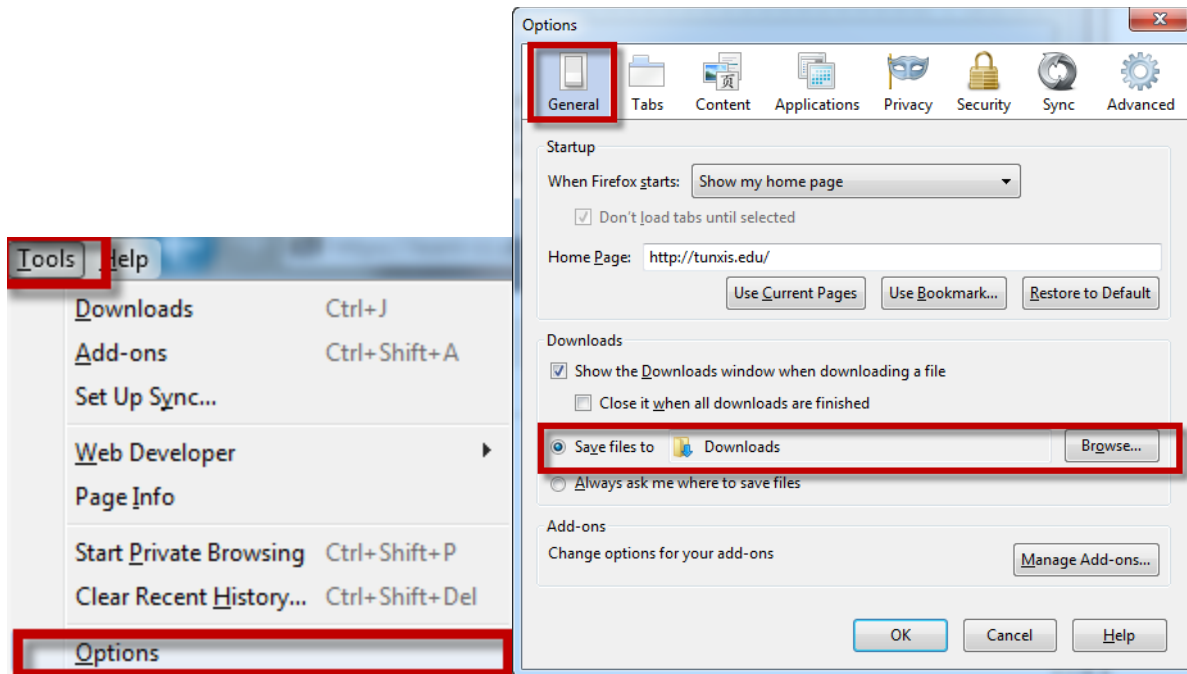 Tools Help
Downloads Ctrl+J
Add-ons Ctrl+Shift+A
Set Up Sync...
Web Developer
Page Info
Start Private Browsing Ctrl+Shift+P
Clear Recent History... Ctrl+Shift+Del
Options
Options
General Tabs Content Applications Privacy Security Sync Advanced
页
Startup
When Firefox starts: Show my home page
Don't load tabs until selected
Home Page: http://tunxis.edu/
Use Current Pages Use Bookmark... Restore to Default
Downloads
Show the Downloads window when downloading a file
Close it when all downloads are finished
Save files to Downloads Browse...
Always ask me where to save files
Add-ons
Change options for your add-ons Manage Add-ons...
OK Cancel Help